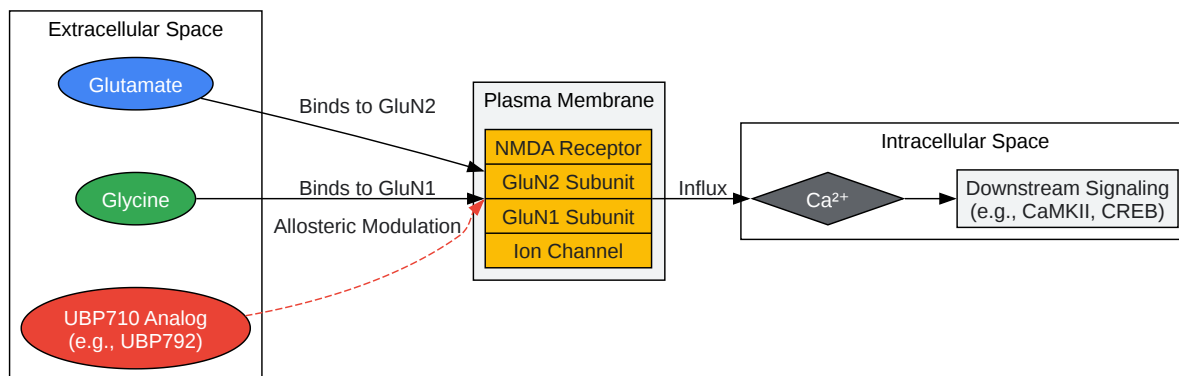 Extracellular Space
Glutamate
Glycine
UBP710 Analog
(e.g., UBP792)
Binds to GluN2
Binds to GluN1
Allosteric Modulation
Plasma Membrane
NMDA Receptor
GluN2 Subunit
GluN1 Subunit
Ion Channel
Influx
Intracellular Space
Ca²⁺
Downstream Signaling
(e.g., CaMKII, CREB)